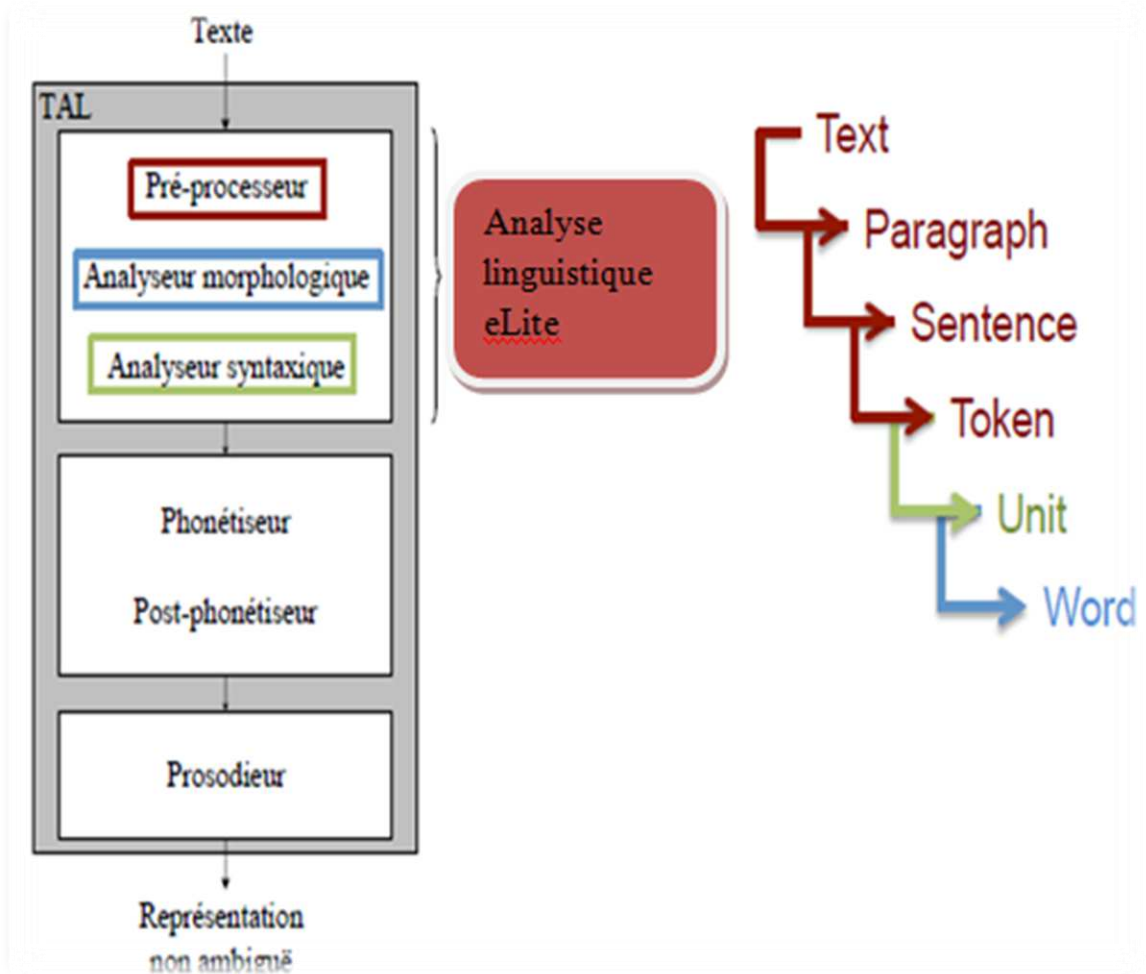 Texte
TAL
Pré-processeur
Analyseur morphologique
Analyseur syntaxique
Phonétiseur
Post-phonétiseur
Prosodieur
Représentation
non ambiguë
Analyse
linguistique
eLite
Text
Paragraph
Sentence
Token
Unit
Word